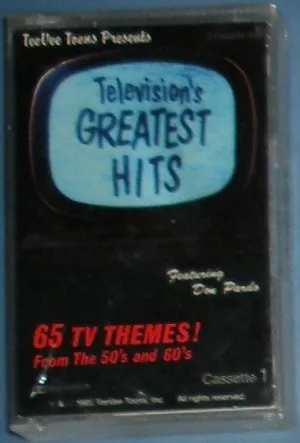 TeeVee Toons Presents
Television's
GREATEST
HITS
Featuring
Don Pardo
65 TV THEMES!
From The 50's and 60's
Cassette 1
& 1985 TeeVee Toons, Inc. All rights reserved.